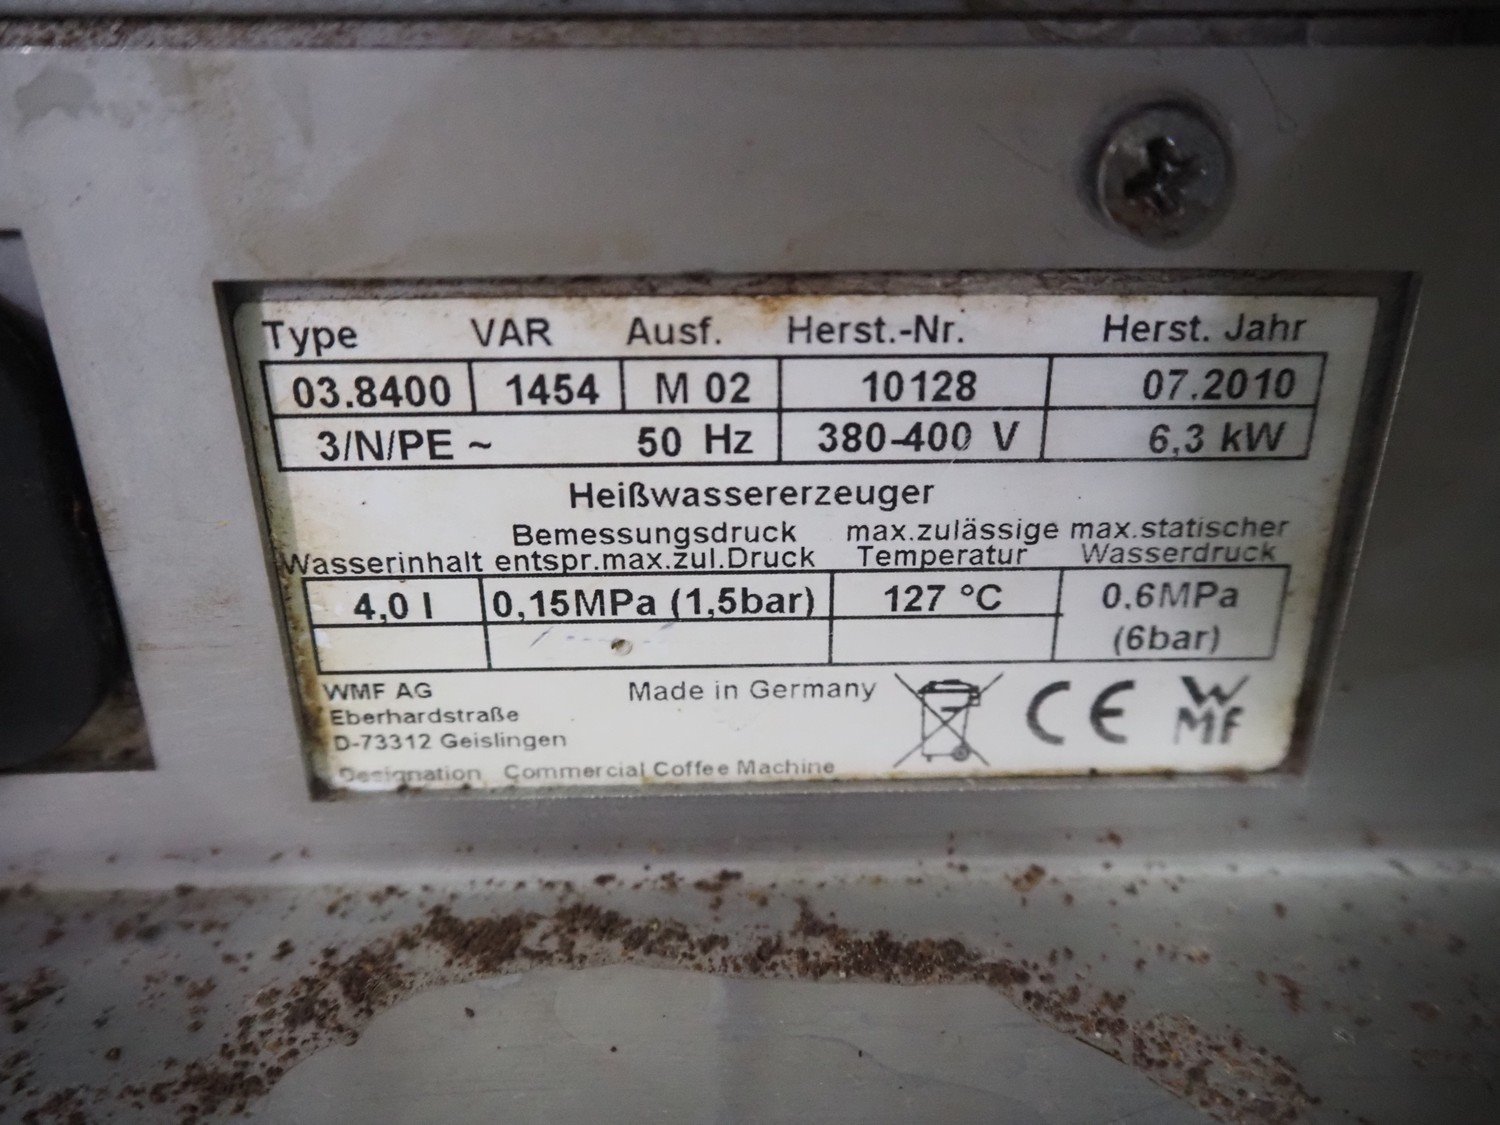 Type VAR Ausf. Herst.-Nr. Herst. Jahr
03.8400 1454 M 02 10128 07.2010
3/N/PE ~ 50 Hz 380-400 V 6,3 kW
Heißwassererzeuger
Bemessungsdruck max.zulässige max.statischer
Wasserinhalt entspr.max.zul.Druck Temperatur Wasserdruck
4,0 l 0,15MPa (1,5bar) 127 °C 0,6MPa
(6bar)
WMF AG Made in Germany
Eberhardstraße
D-73312 Geislingen
Designation Commercial Coffee Machine
CE
WMF